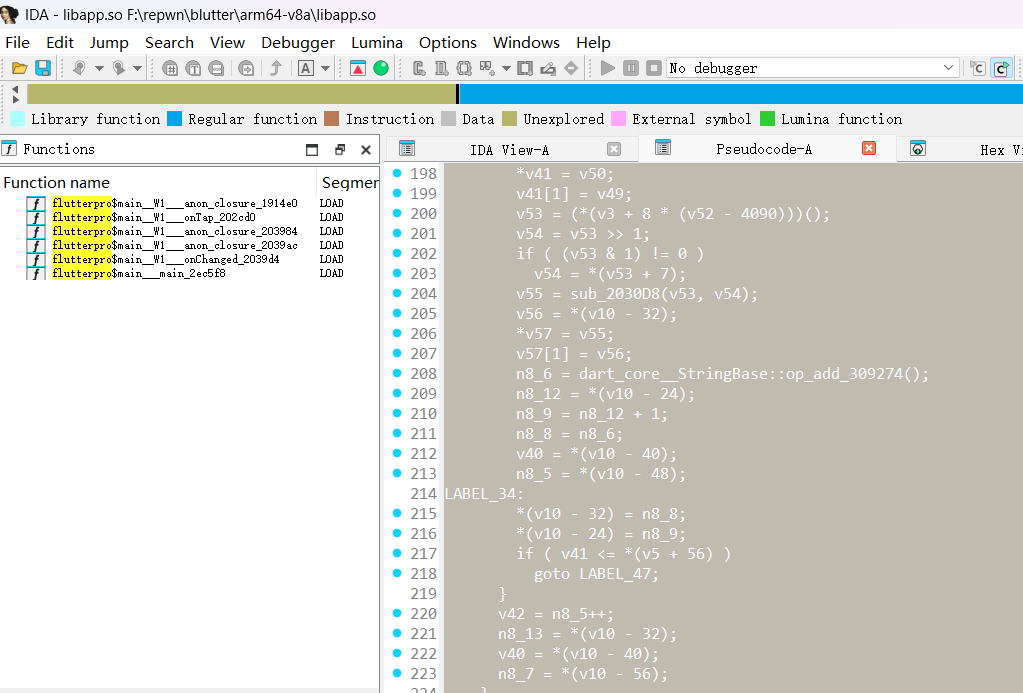 IDA - libapp.so F:\repwn\blutter\arm64-v8a\libapp.so
File Edit Jump Search View Debugger Lumina Options Windows Help
No debugger
Library function Regular function Instruction Data Unexplored External symbol Lumina function
Functions
Function name Segmer
flutterpro$main__W1___anon_closure_1914e0 LOAD
flutterpro$main__W1___onTap_202cd0 LOAD
flutterpro$main__W1___anon_closure_203984 LOAD
flutterpro$main__W1___anon_closure_2039ac LOAD
flutterpro$main__W1___onChanged_2039d4 LOAD
flutterpro$main___main_2ec5f8 LOAD
IDA View-A Pseudocode-A Hex Vi
198 *v41 = v50;
199 v41[1] = v49;
200 v53 = (*(v3 + 8 * (v52 - 4090)))();
201 v54 = v53 >> 1;
202 if ( (v53 & 1) != 0 )
203 v54 = *(v53 + 7);
204 v55 = sub_2030D8(v53, v54);
205 v56 = *(v10 - 32);
206 *v57 = v55;
207 v57[1] = v56;
208 n8_6 = dart_core__StringBase::op_add_309274();
209 n8_12 = *(v10 - 24);
210 n8_9 = n8_12 + 1;
211 n8_8 = n8_6;
212 v40 = *(v10 - 40);
213 n8_5 = *(v10 - 48);
214 LABEL_34:
215 *(v10 - 32) = n8_8;
216 *(v10 - 24) = n8_9;
217 if ( v41 <= *(v5 + 56) )
218 goto LABEL_47;
219 }
220 v42 = n8_5++;
221 n8_13 = *(v10 - 32);
222 v40 = *(v10 - 40);
223 n8_7 = *(v10 - 56);
224 }